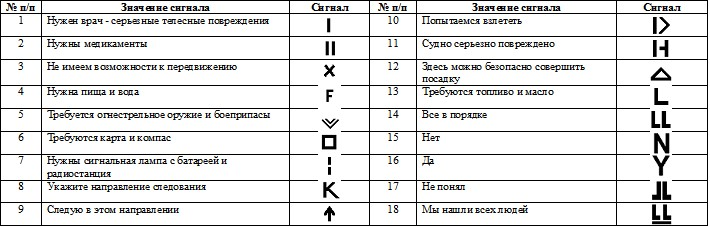 № п/п Значение сигнала Сигнал № п/п Значение сигнала Сигнал
1 Нужен врач - серьезные телесные повреждения I 10 Попытаемся взлететь I>
2 Нужны медикаменты II 11 Судно серьезно повреждено
3 Не имеем возможности к передвижению X 12 Здесь можно безопасно совершить
посадку △
4 Нужна пища и вода F 13 Требуются топливо и масло L
5 Требуется огнестрельное оружие и боеприпасы 14 Все в порядке LL
6 Требуются карта и компас □ 15 Нет N
7 Нужны сигнальная лампа с батареей и
радиостанция ¦ 16 Да Y
8 Укажите направление следования K 17 Не понял ⅃L
9 Следую в этом направлении ↑ 18 Мы нашли всех людей LL